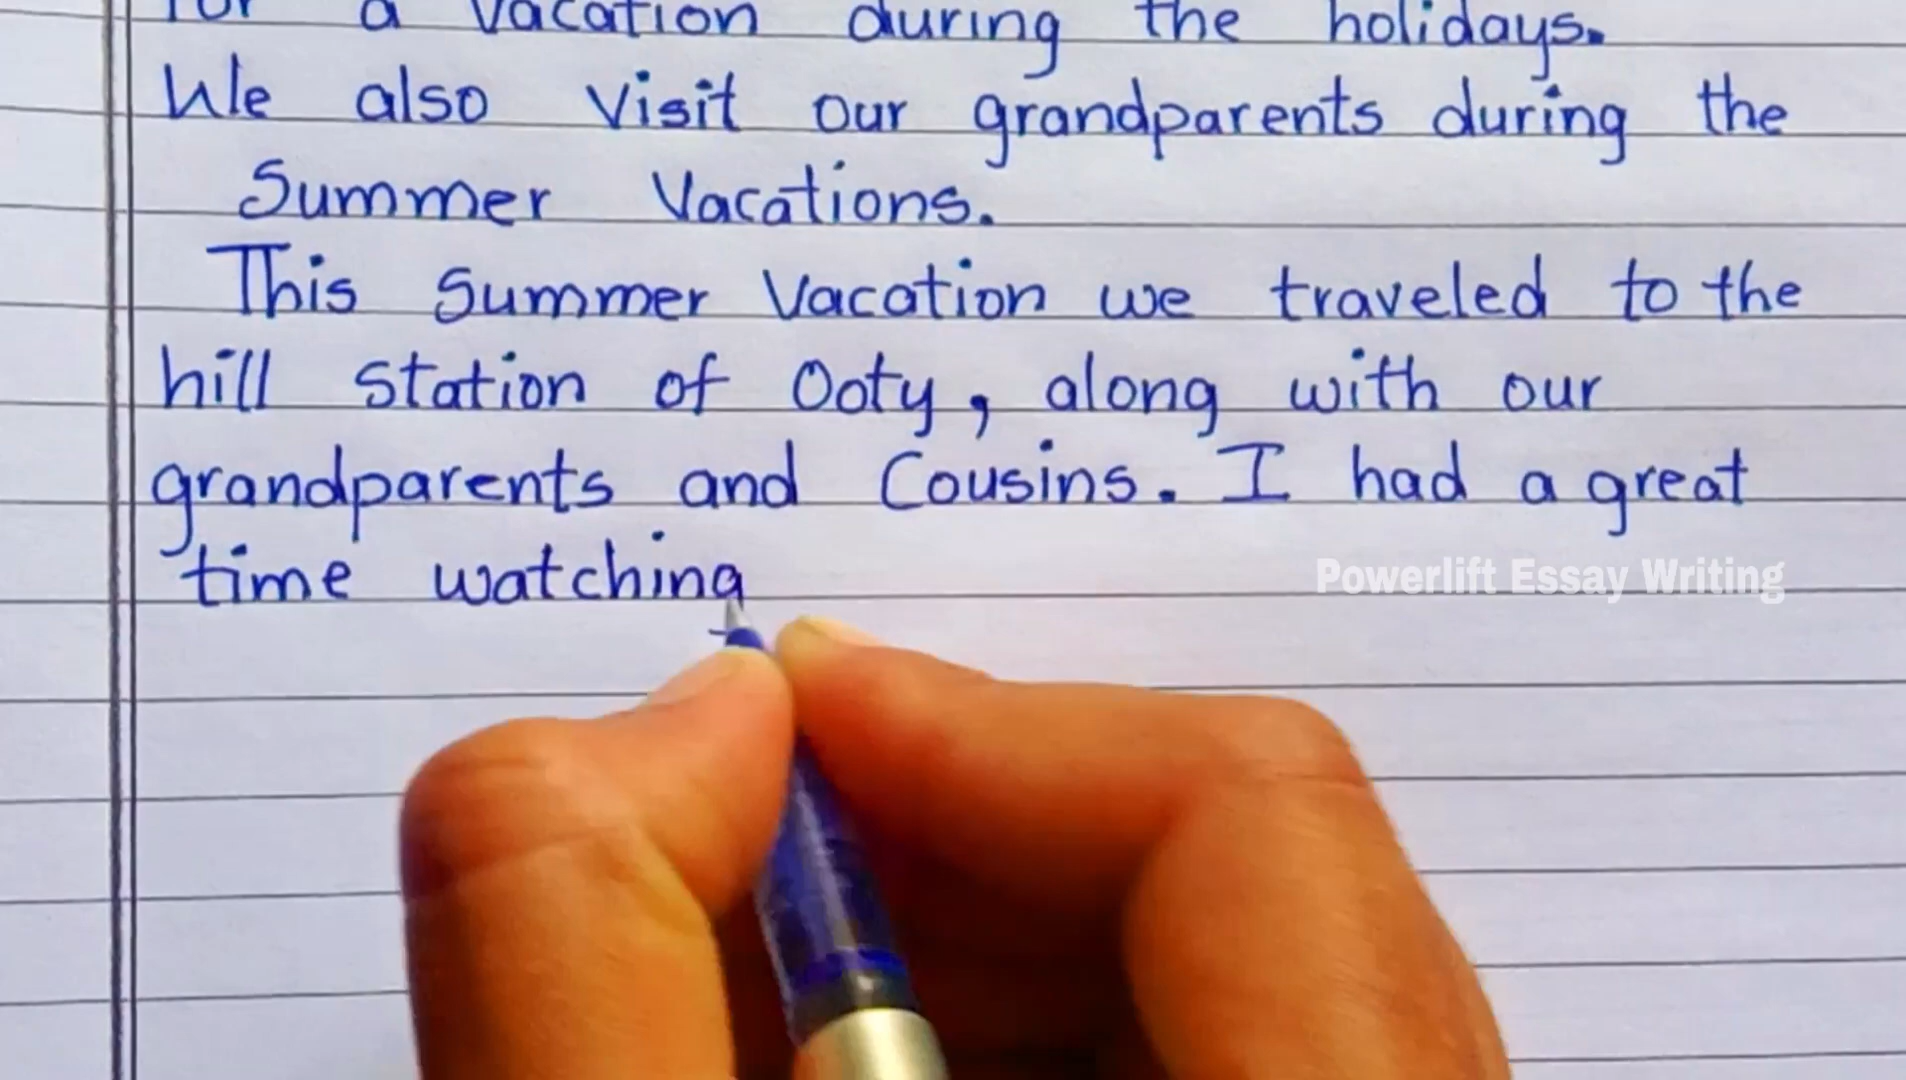 for a vacation during the holidays.
We also visit our grandparents during the
Summer Vacations.
This Summer Vacation we traveled to the
hill station of Ooty, along with our
grandparents and Cousins. I had a great
time watching
Powerlift Essay Writing